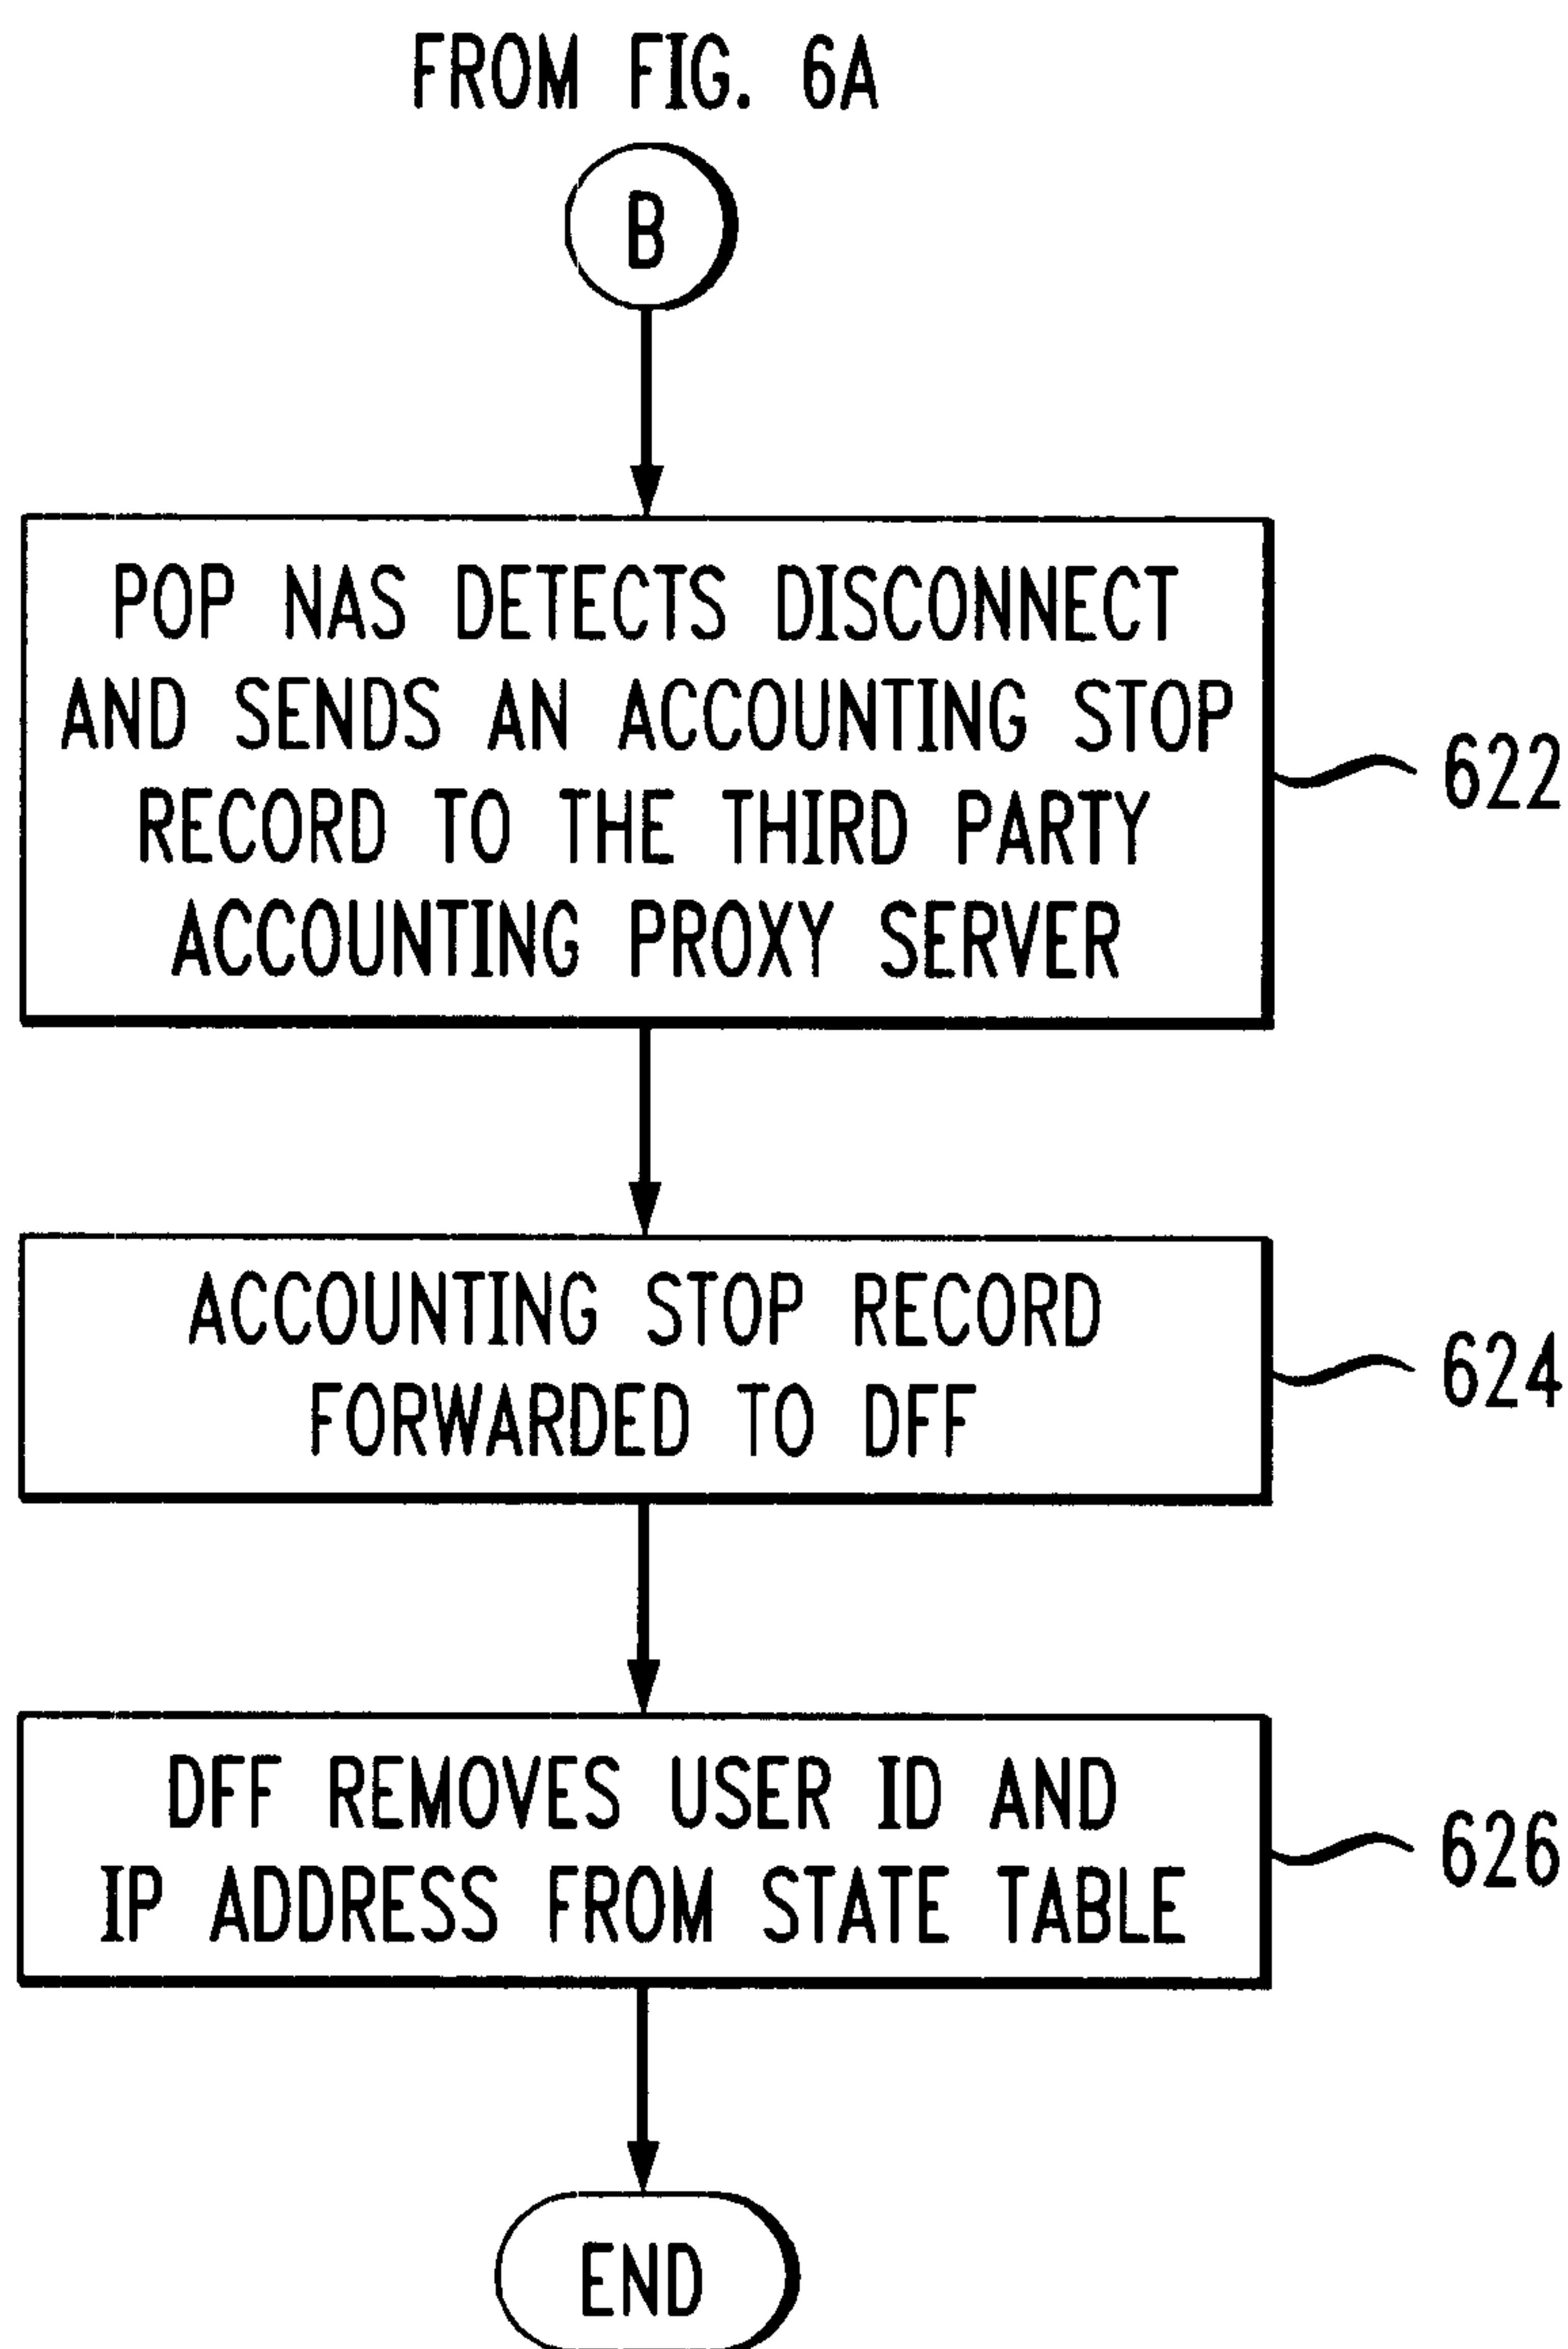 FROM FIG. 6A
B
POP NAS DETECTS DISCONNECT
AND SENDS AN ACCOUNTING STOP
RECORD TO THE THIRD PARTY
ACCOUNTING PROXY SERVER
622
ACCOUNTING STOP RECORD
FORWARDED TO DFF
624
DFF REMOVES USER ID AND
IP ADDRESS FROM STATE TABLE
626
END